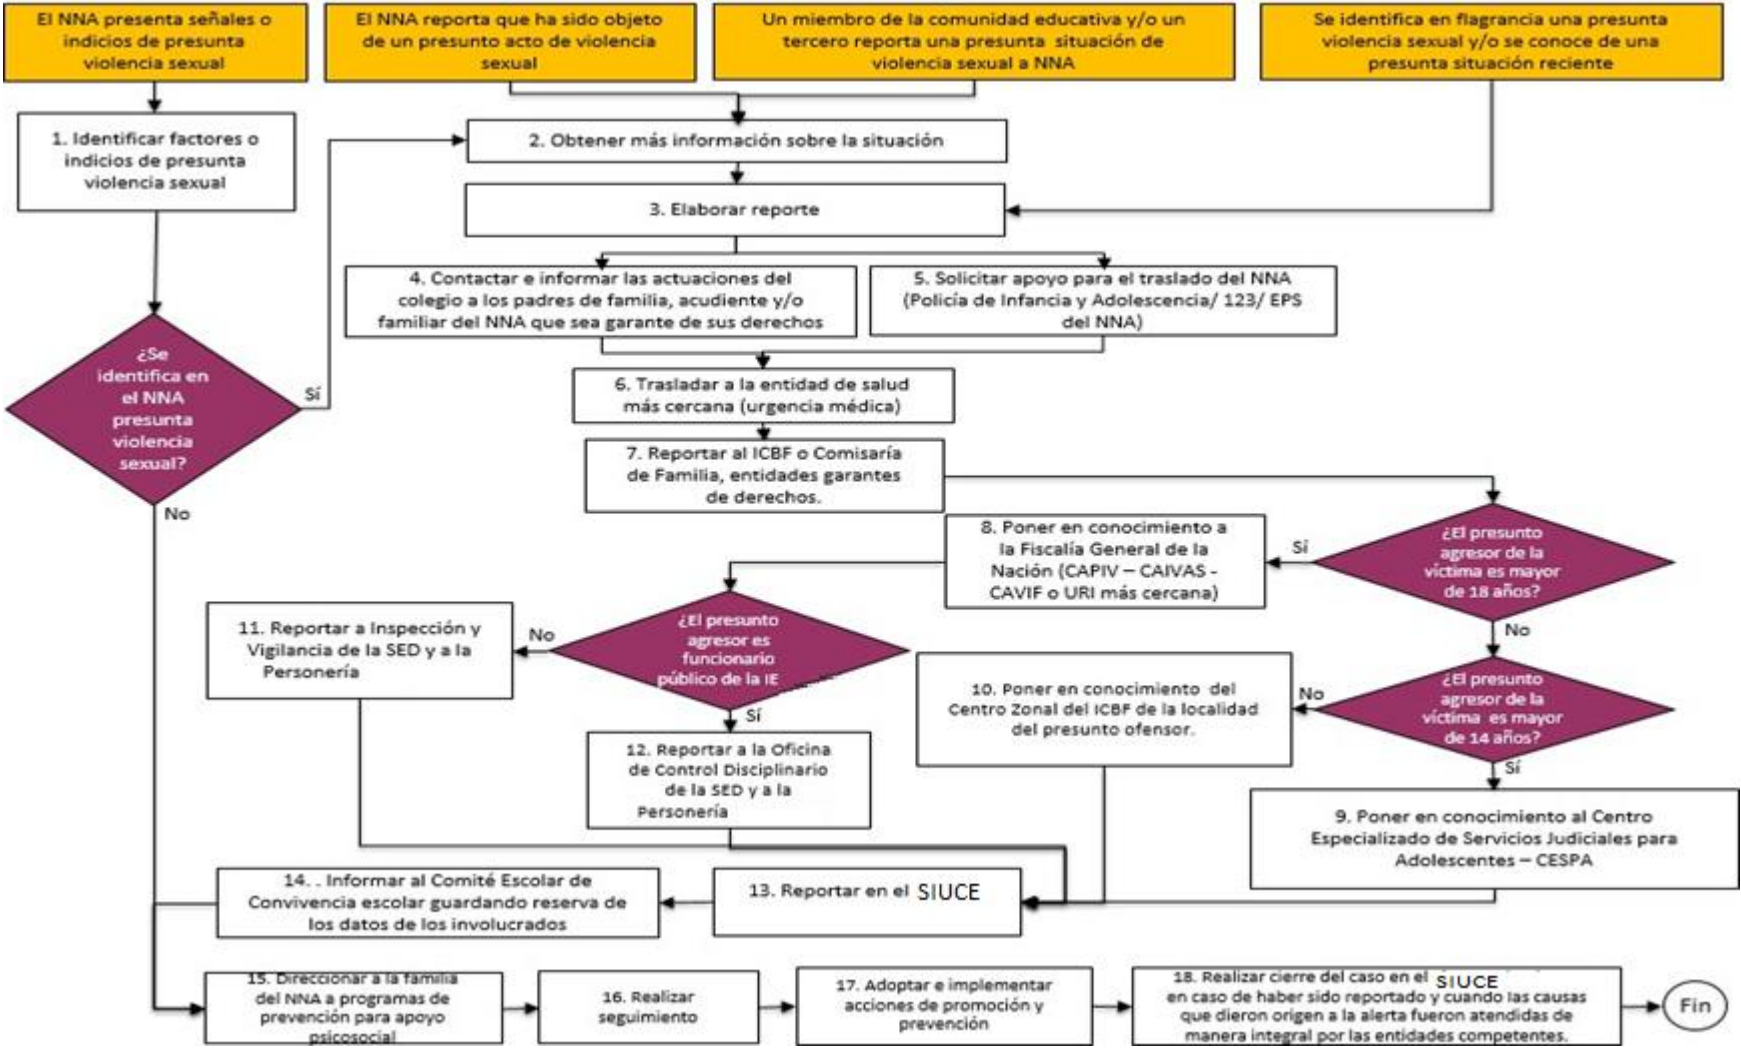 El NNA presenta señales o
indicios de presunta
violencia sexual
El NNA reporta que ha sido objeto
de un presunto acto de violencia
sexual
Un miembro de la comunidad educativa y/o un
tercero reporta una presunta situación de
violencia sexual a NNA
Se identifica en flagrancia una presunta
violencia sexual y/o se conoce de una
presunta situación reciente
1. Identificar factores o
indicios de presunta
violencia sexual
2. Obtener más información sobre la situación
3. Elaborar reporte
4. Contactar e informar las actuaciones del
colegio a los padres de familia, acudiente y/o
familiar del NNA que sea garante de sus derechos
5. Solicitar apoyo para el traslado del NNA
(Policía de Infancia y Adolescencia/ 123/ EPS
del NNA)
¿Se
identifica en
el NNA
presunta
violencia
sexual?
Sí
No
6. Trasladar a la entidad de salud
más cercana (urgencia médica)
7. Reportar al ICBF o Comisaría
de Familia, entidades garantes
de derechos.
¿El presunto
agresor de la
víctima es mayor
de 18 años?
Sí
No
8. Poner en conocimiento a
la Fiscalía General de la
Nación (CAPIV – CAIVAS -
CAVIF o URI más cercana)
¿El presunto
agresor es
funcionario
público de la IE
No
Sí
11. Reportar a Inspección y
Vigilancia de la SED y a la
Personería
12. Reportar a la Oficina
de Control Disciplinario
de la SED y a la
Personería
¿El presunto
agresor de la
víctima es mayor
de 14 años?
No
Sí
10. Poner en conocimiento del
Centro Zonal del ICBF de la localidad
del presunto ofensor.
9. Poner en conocimiento al Centro
Especializado de Servicios Judiciales para
Adolescentes – CESPA
13. Reportar en el SIUCE
14. . Informar al Comité Escolar de
Convivencia escolar guardando reserva de
los datos de los involucrados
15. Direccionar a la familia
del NNA a programas de
prevención para apoyo
psicosocial
16. Realizar
seguimiento
17. Adoptar e implementar
acciones de promoción y
prevención
18. Realizar cierre del caso en el SIUCE
en caso de haber sido reportado y cuando las causas
que dieron origen a la alerta fueron atendidas de
manera integral por las entidades competentes.
Fin